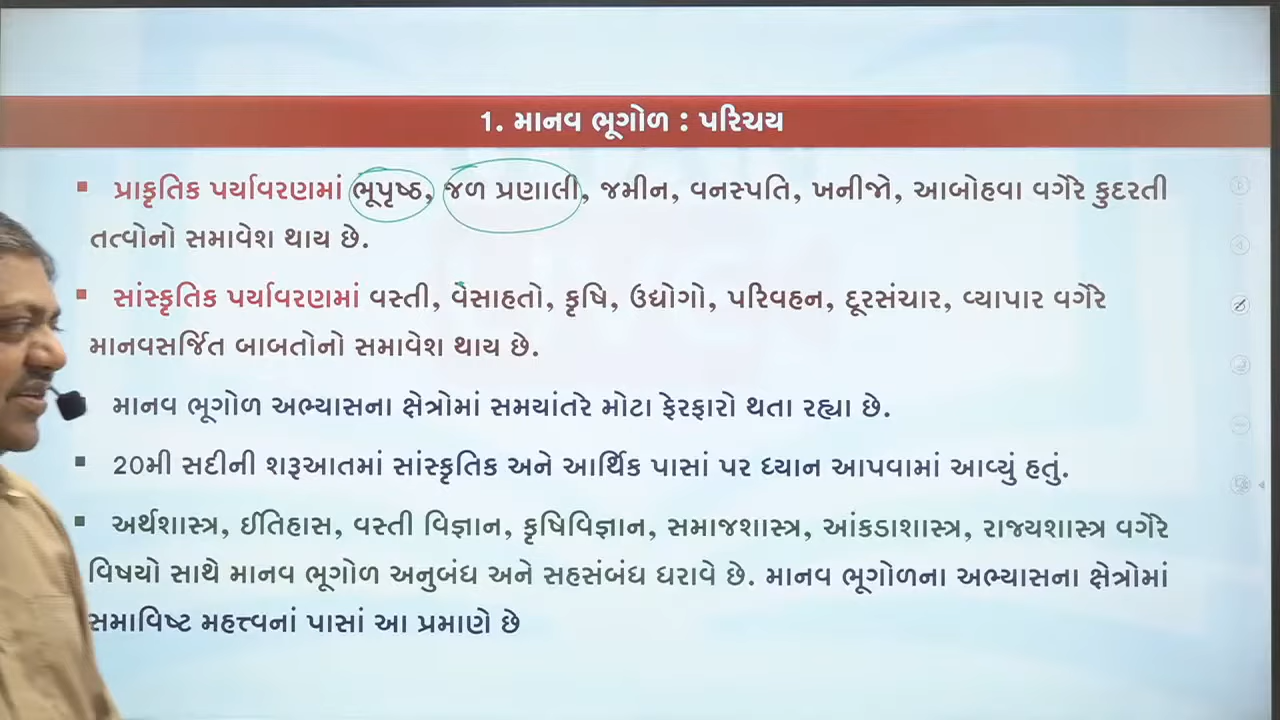 1. માનવ ભૂગોળ : પરિચય
▪ પ્રાકૃતિક પર્યાવરણમાં ભૂપૃષ્ઠ, જળ પ્રણાલી, જમીન, વનસ્પતિ, ખનીજો, આબોહવા વગેરે કુદરતી
તત્વોનો સમાવેશ થાય છે.
▪ સાંસ્કૃતિક પર્યાવરણમાં વસ્તી, વસાહતો, કૃષિ, ઉદ્યોગો, પરિવહન, દૂરસંચાર, વ્યાપાર વગેરે
માનવસર્જિત બાબતોનો સમાવેશ થાય છે.
માનવ ભૂગોળ અભ્યાસના ક્ષેત્રોમાં સમયાંતરે મોટા ફેરફારો થતા રહ્યા છે.
▪ 20મી સદીની શરૂઆતમાં સાંસ્કૃતિક અને આર્થિક પાસાં પર ધ્યાન આપવામાં આવ્યું હતું.
▪ અર્થશાસ્ત્ર, ઈતિહાસ, વસ્તી વિજ્ઞાન, કૃષિવિજ્ઞાન, સમાજશાસ્ત્ર, આંકડાશાસ્ત્ર, રાજ્યશાસ્ત્ર વગેરે
વિષયો સાથે માનવ ભૂગોળ અનુબંધ અને સહસંબંધ ધરાવે છે. માનવ ભૂગોળના અભ્યાસના ક્ષેત્રોમાં
સમાવિષ્ટ મહત્ત્વનાં પાસાં આ પ્રમાણે છે